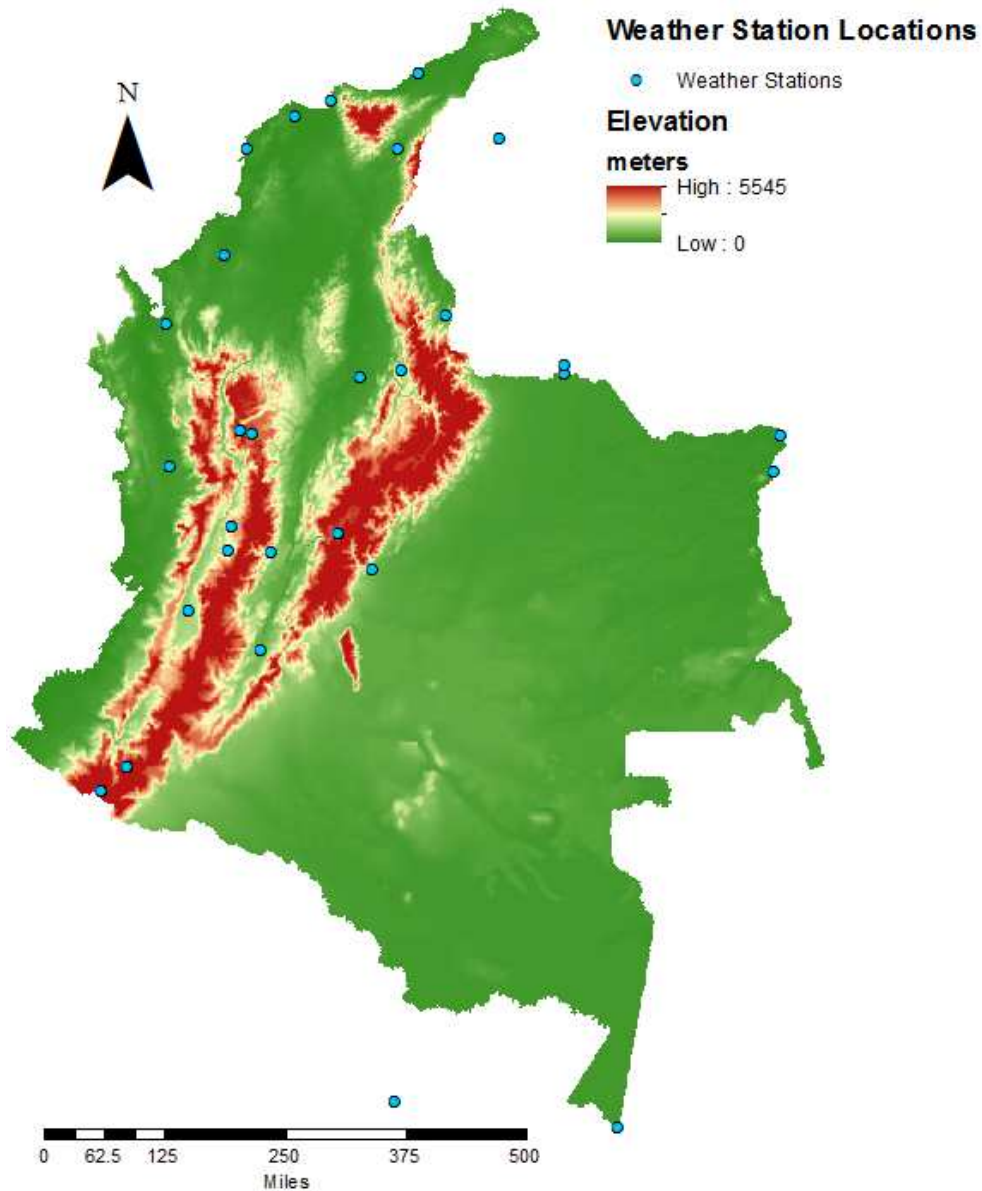 Weather Station Locations
Weather Stations
Elevation
meters
High : 5545
Low : 0
N
0 62.5 125 250 375 500
Miles